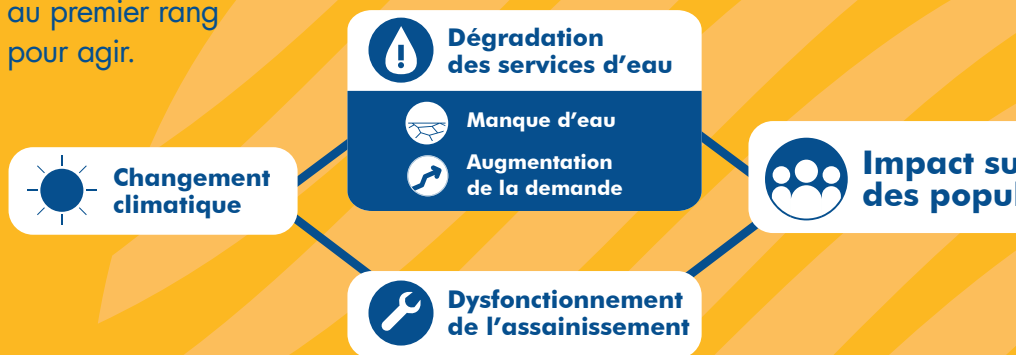 au premier rang
pour agir.
Dégradation
des services d’eau
Manque d’eau
Augmentation
de la demande
Changement
climatique
Impact su
des popul
Dysfonctionnement
de l’assainissement